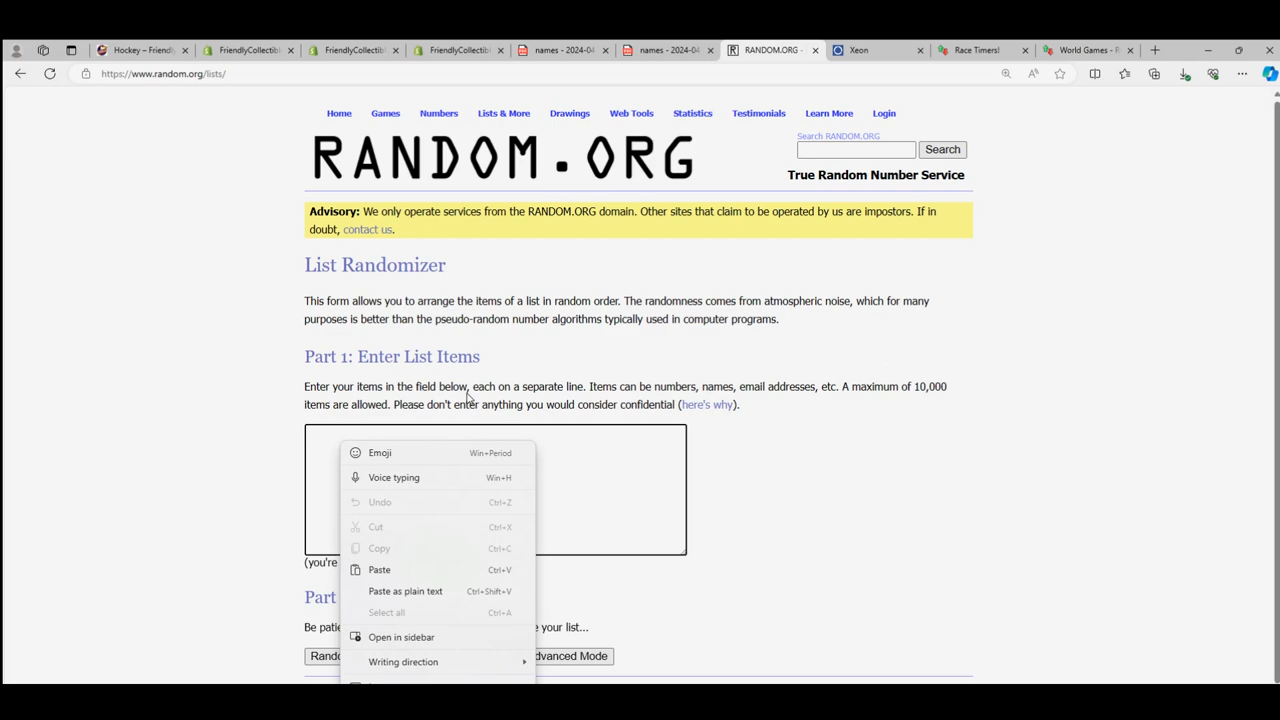 Hockey – Friendly
FriendlyCollectib
FriendlyCollectib
FriendlyCollectib
names - 2024-04
names - 2024-04
RANDOM.ORG -
Xeon
Race Timers!
World Games - R
https://www.random.org/lists/
Home Games Numbers Lists & More Drawings Web Tools Statistics Testimonials Learn More Login
RANDOM.ORG
Search RANDOM.ORG
Search
True Random Number Service
Advisory: We only operate services from the RANDOM.ORG domain. Other sites that claim to be operated by us are impostors. If in
doubt, contact us.
List Randomizer
This form allows you to arrange the items of a list in random order. The randomness comes from atmospheric noise, which for many
purposes is better than the pseudo-random number algorithms typically used in computer programs.
Part 1: Enter List Items
Enter your items in the field below, each on a separate line. Items can be numbers, names, email addresses, etc. A maximum of 10,000
items are allowed. Please don't enter anything you would consider confidential (here's why).
Emoji Win+Period
Voice typing Win+H
Undo Ctrl+Z
Cut Ctrl+X
Copy Ctrl+C
(you're
Paste Ctrl+V
Paste as plain text Ctrl+Shift+V
Part
Select all Ctrl+A
Be patie e your list...
Open in sidebar
Rando dvanced Mode
Writing direction